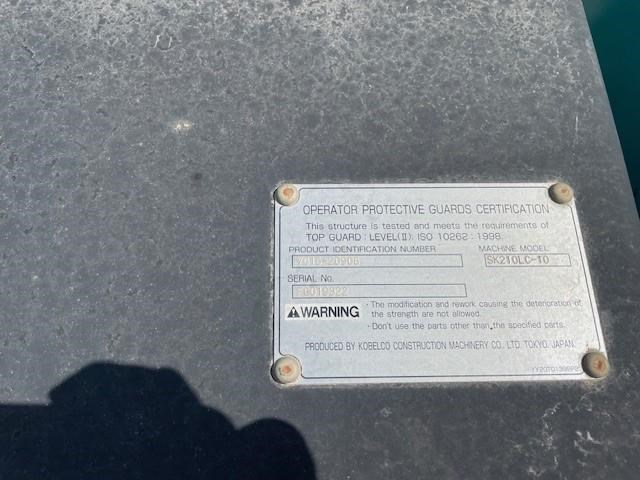 OPERATOR PROTECTIVE GUARDS CERTIFICATION
This structure is tested and meets the requirements of
TOP GUARD : LEVEL(II), ISO 10262 : 1998.
PRODUCT IDENTIFICATION NUMBER MACHINE MODEL
SK210LC-10
SERIAL No.
WARNING
· The modification and rework causing the deterioration of
the strength are not allowed.
· Don't use the parts other than the specified parts.
PRODUCED BY KOBELCO CONSTRUCTION MACHINERY CO., LTD. TOKYO, JAPAN.